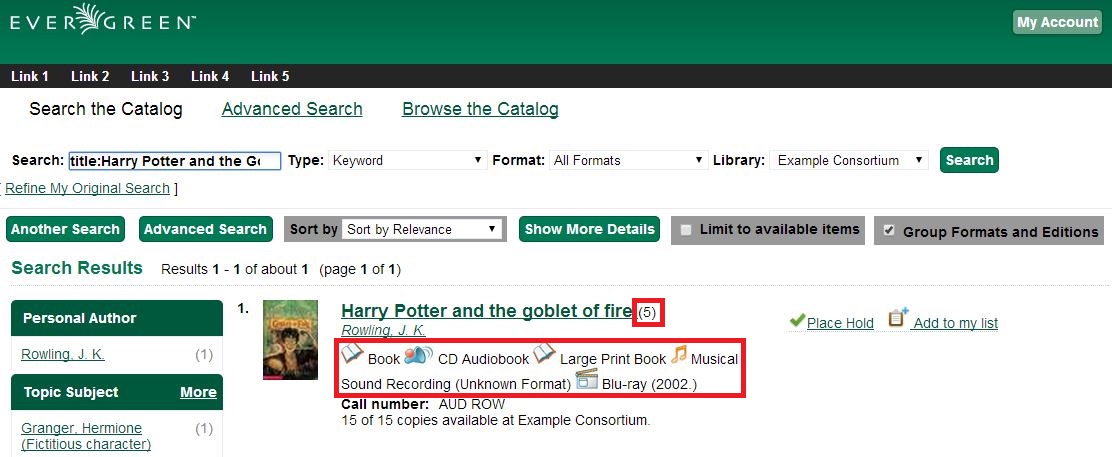 EVERGREEN
My Account
Link 1 Link 2 Link 3 Link 4 Link 5
Search the Catalog Advanced Search Browse the Catalog
Search: title:Harry Potter and the Go Type: Keyword Format: All Formats Library: Example Consortium Search
[ Refine My Original Search ]
Another Search Advanced Search Sort by Sort by Relevance Show More Details Limit to available items Group Formats and Editions
Search Results Results 1 - 1 of about 1 (page 1 of 1)
Personal Author
Rowling, J. K. (1)
Topic Subject More
Granger, Hermione (1)
(Fictitious character)
1.
Harry Potter and the goblet of fire (5)
Rowling, J. K.
Book CD Audiobook Large Print Book Musical
Sound Recording (Unknown Format) Blu-ray (2002.)
Call number: AUD ROW
15 of 15 copies available at Example Consortium.
Place Hold Add to my list